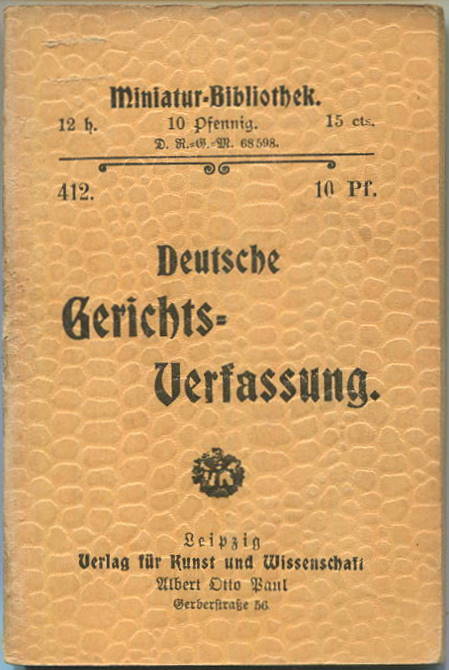 Miniatur-Bibliothek.
12 h. 10 Pfennig. 15 cts.
D. R.-G.-M. 68598.
412. 10 Pf.
Deutsche
Gerichts-
Verfassung.
Leipzig
Verlag für Kunst und Wissenschaft
Albert Otto Paul
Gerberstraße 56